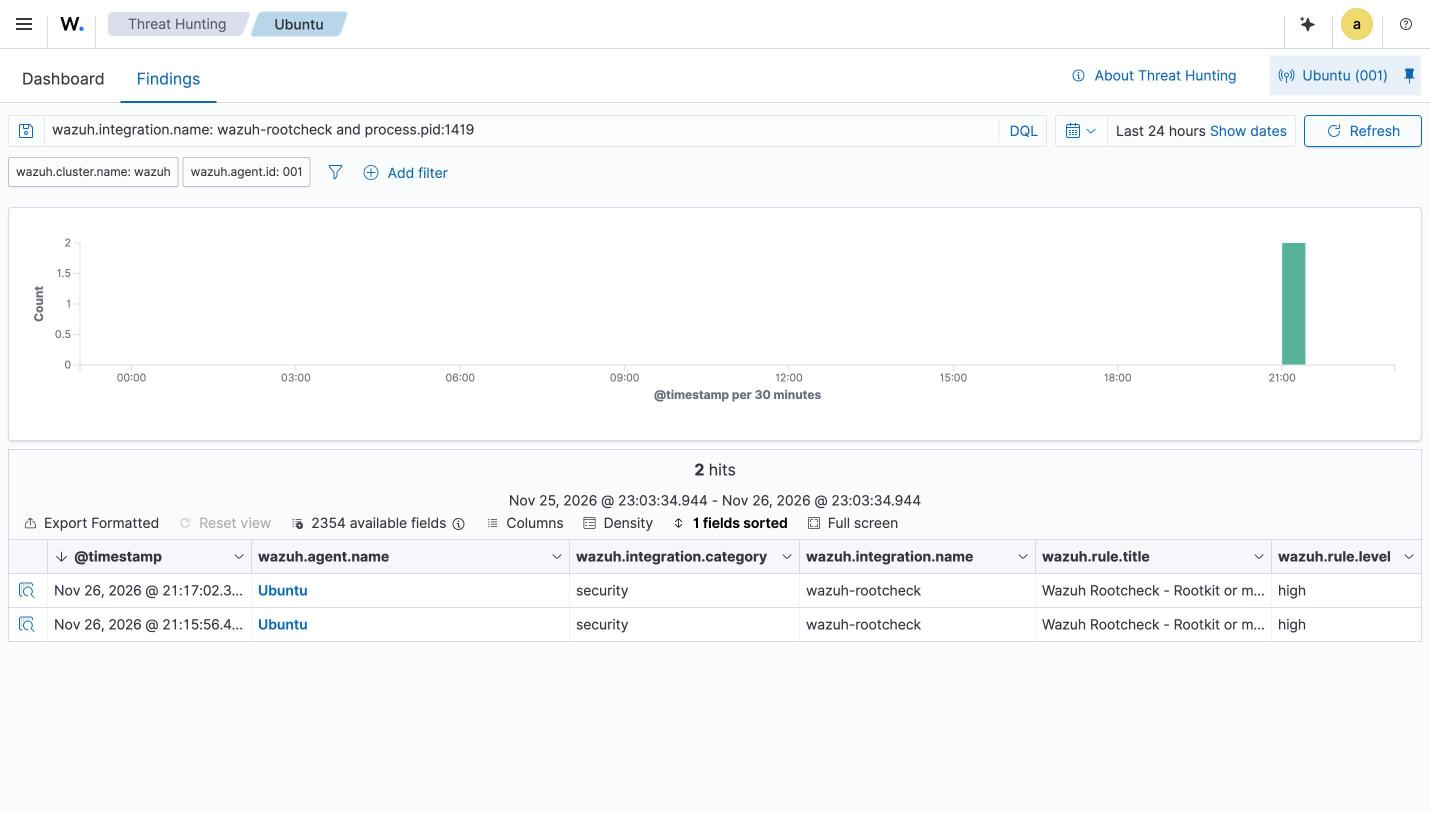 W. Threat Hunting Ubuntu a
Dashboard Findings About Threat Hunting Ubuntu (001)
wazuh.integration.name: wazuh-rootcheck and process.pid:1419 DQL Last 24 hours Show dates Refresh
wazuh.cluster.name: wazuh wazuh.agent.id: 001 Add filter
2
1.5
1
0.5
0
Count
00:00 03:00 06:00 09:00 12:00 15:00 18:00 21:00
@timestamp per 30 minutes
2 hits
Nov 25, 2026 @ 23:03:34.944 - Nov 26, 2026 @ 23:03:34.944
Export Formatted Reset view 2354 available fields Columns Density 1 fields sorted Full screen
@timestamp wazuh.agent.name wazuh.integration.category wazuh.integration.name wazuh.rule.title wazuh.rule.level
Nov 26, 2026 @ 21:17:02.3... Ubuntu security wazuh-rootcheck Wazuh Rootcheck - Rootkit or m... high
Nov 26, 2026 @ 21:15:56.4... Ubuntu security wazuh-rootcheck Wazuh Rootcheck - Rootkit or m... high